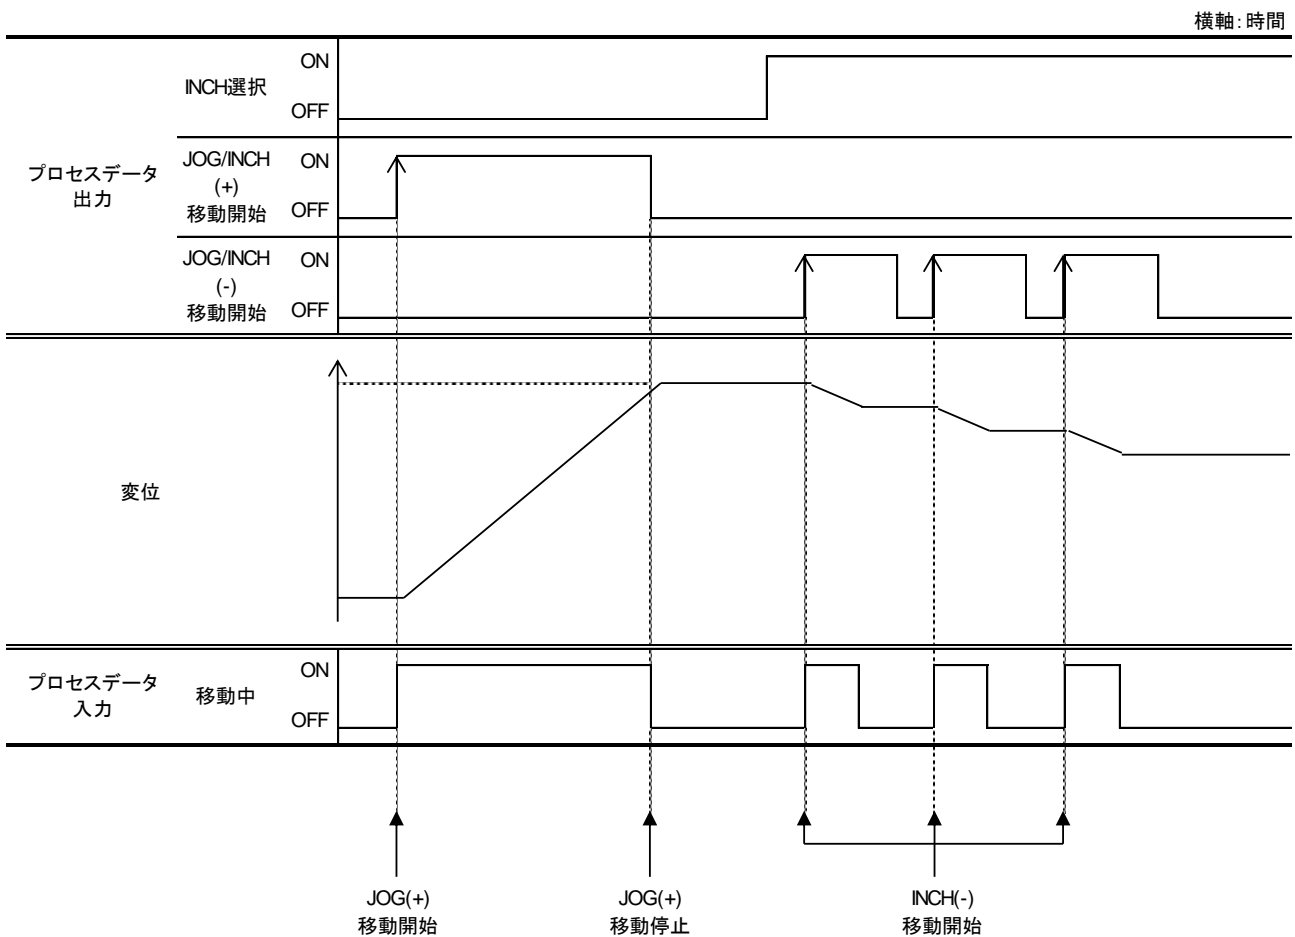 横軸：時間
プロセスデータ
出力
INCH選択
ON
OFF
JOG/INCH
(+)
移動開始
ON
OFF
JOG/INCH
(-)
移動開始
ON
OFF
変位
プロセスデータ
入力
移動中
ON
OFF
JOG(+)
移動開始
JOG(+)
移動停止
INCH(-)
移動開始